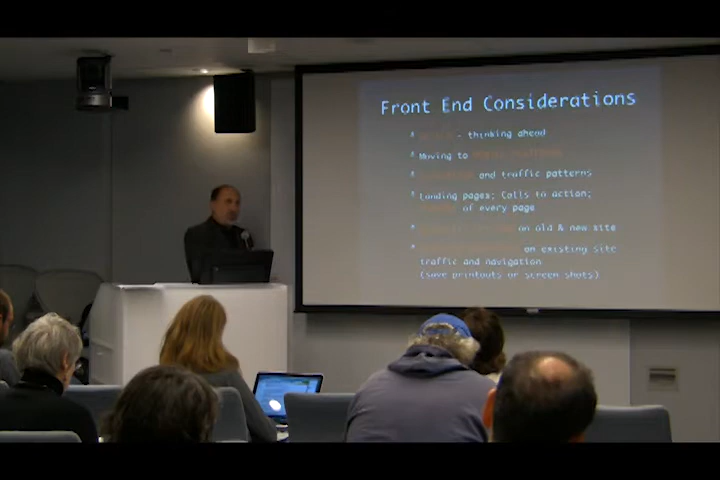 Front End Considerations
* - thinking ahead
* Moving to
* and traffic patterns
* Landing pages; Calls to action;
of every page
* on old & new site
* on existing site
traffic and navigation
(save printouts or screen shots)